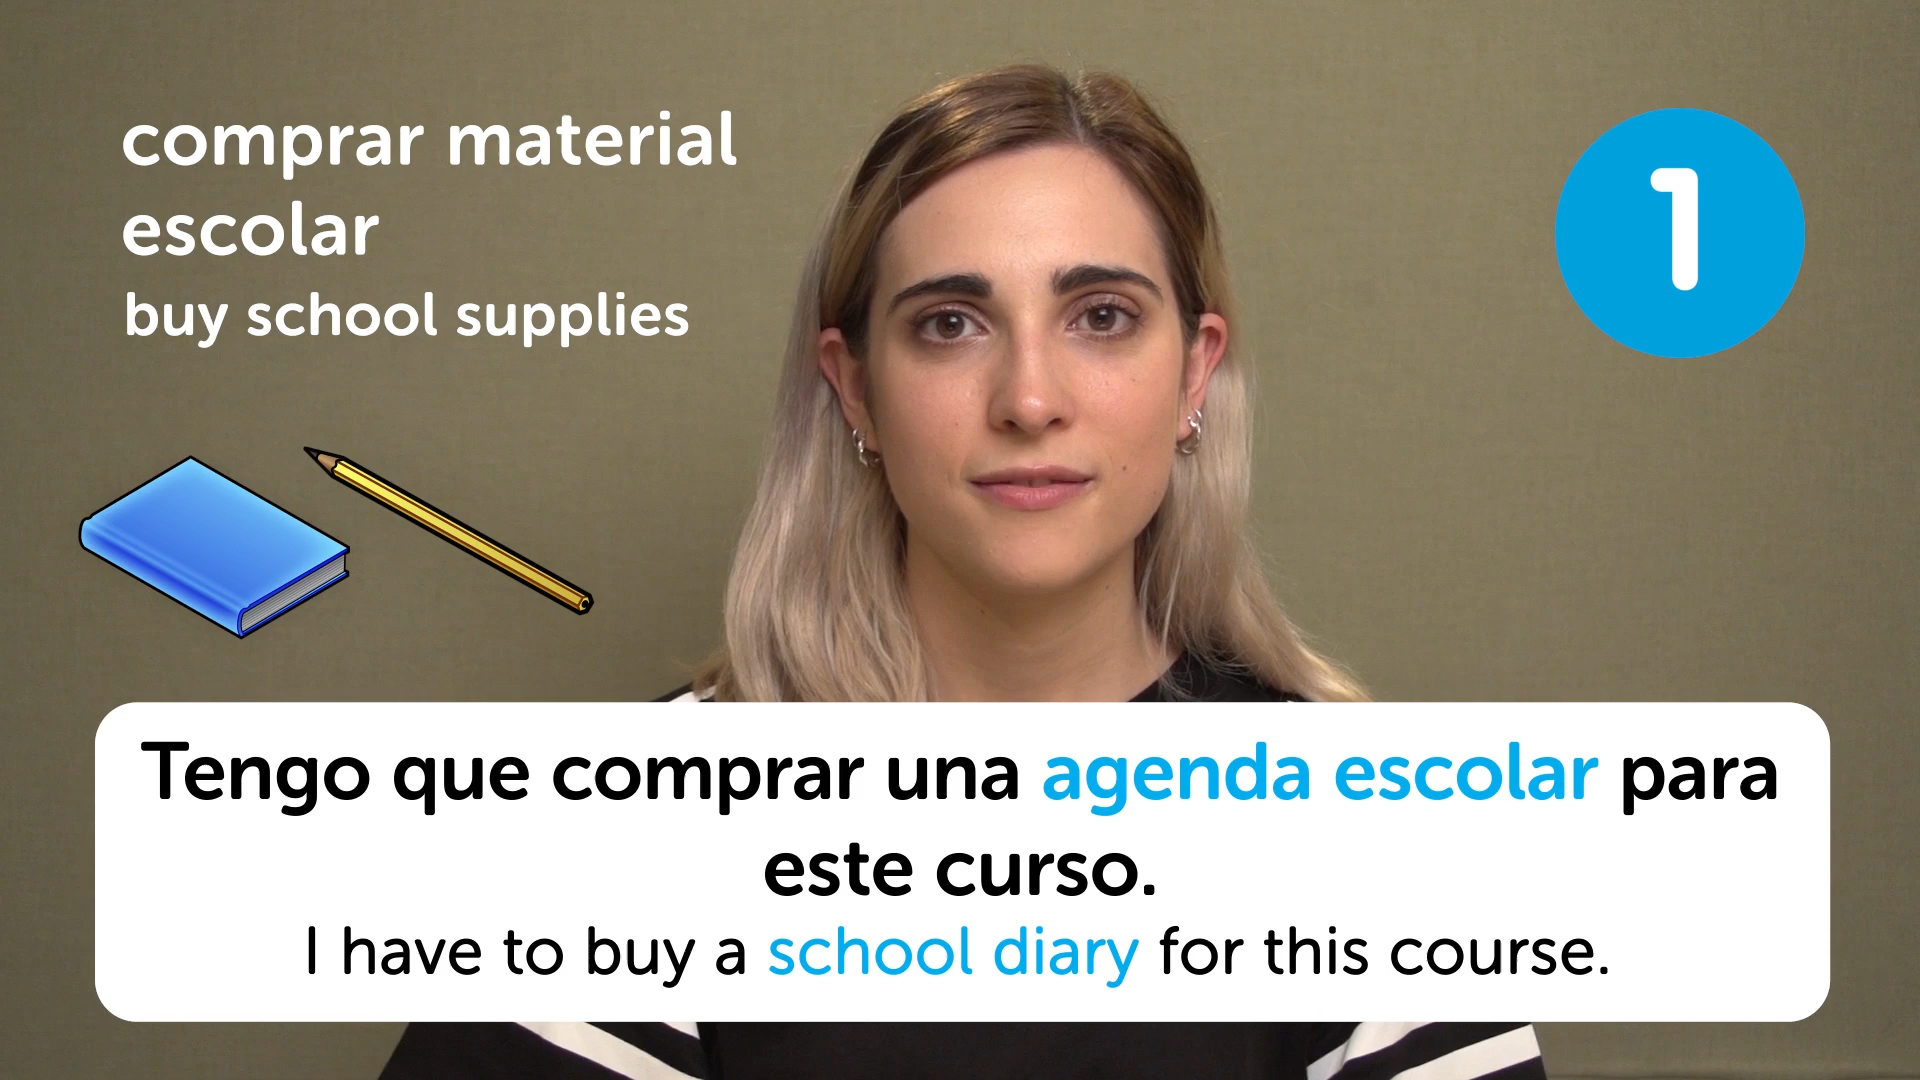 comprar material
escolar
buy school supplies
1
Tengo que comprar una agenda escolar para
este curso.
I have to buy a school diary for this course.